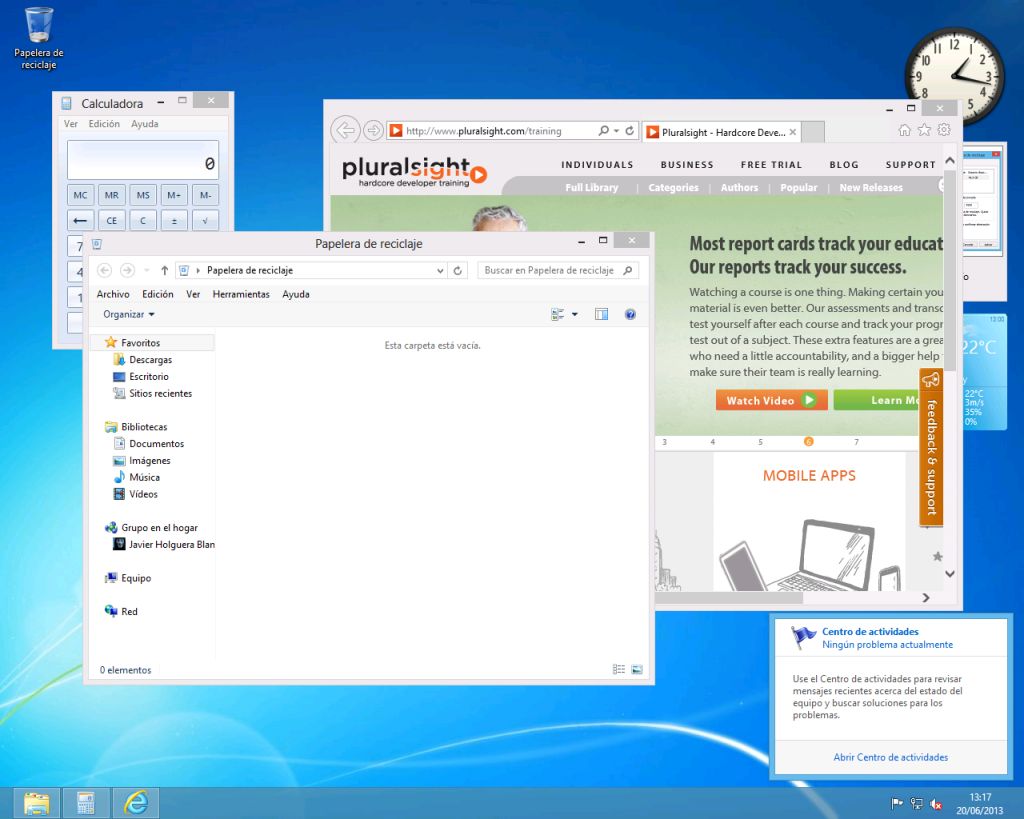 Papelera de
reciclaje
12
11
1
10
2
9
3
8
4
Calculadora
Ver Edición Ayuda
0
MC MR MS M+ M-
CE C ± √
7
4
1
http://www.pluralsight.com/training
Pluralsight - Hardcore Deve...
pluralsight
hardcore developer training
INDIVIDUALS BUSINESS FREE TRIAL BLOG SUPPORT
Full Library | Categories | Authors | Popular | New Releases
Most report cards track your educat
Our reports track your success.
Watching a course is one thing. Making certain you
material is even better. Our assessments and transc
test yourself after each course and track your progr
test out of a subject. These extra features are a grea
who need a little accountability, and a bigger help
make sure their team is really learning.
Watch Video
Learn Mo
feedback & support
3 4 5 6 7
MOBILE APPS
Papelera de reciclaje
Papelera de reciclaje
Buscar en Papelera de reciclaje
Archivo Edición Ver Herramientas Ayuda
Organizar
Favoritos
Descargas
Escritorio
Sitios recientes
Bibliotecas
Documentos
Imágenes
Música
Vídeos
Grupo en el hogar
Javier Holguera Blan
Equipo
Red
Esta carpeta está vacía.
0 elementos
o
13:00
22°C
y
22°C
3m/s
35%
0%
Centro de actividades
Ningún problema actualmente
Use el Centro de actividades para revisar
mensajes recientes acerca del estado del
equipo y buscar soluciones para los
problemas.
Abrir Centro de actividades
13:17
20/06/2013